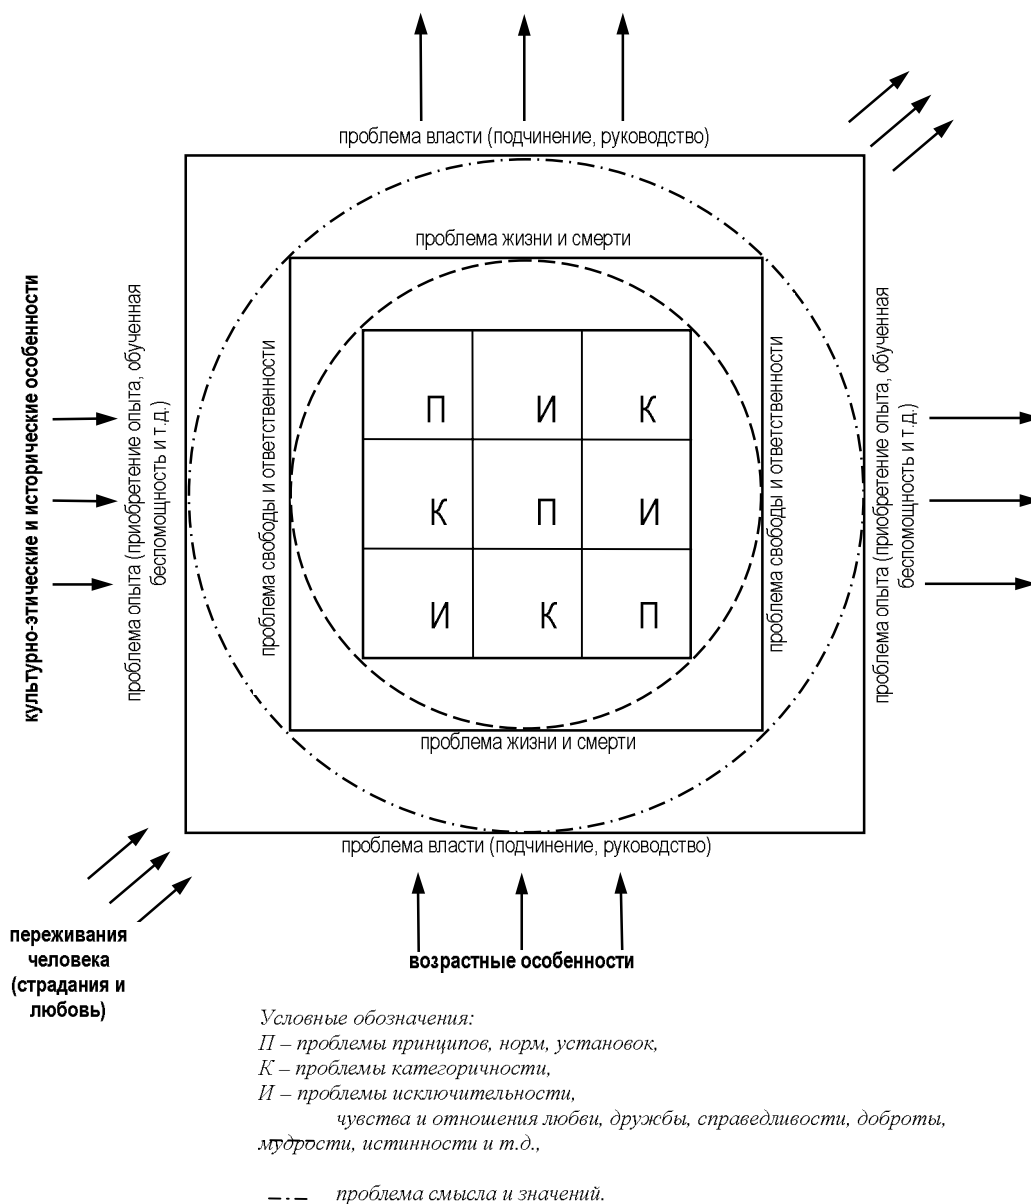 проблема власти (подчинение, руководство)
проблема жизни и смерти
культурно-этические и исторические особенности
проблема опыта (приобретение опыта, обученная
беспомощность и т.д.)
проблема свободы и ответственности
П И К
К П И
И К П
проблема свободы и ответственности
проблема опыта (приобретение опыта, обученная
беспомощность и т.д.)
проблема жизни и смерти
проблема власти (подчинение, руководство)
переживания
человека
(страдания и
любовь)
возрастные особенности
Условные обозначения:
П – проблемы принципов, норм, установок,
К – проблемы категоричности,
И – проблемы исключительности,
чувства и отношения любви, дружбы, справедливости, доброты,
мудрости, истинности и т.д.,
проблема смысла и значений.